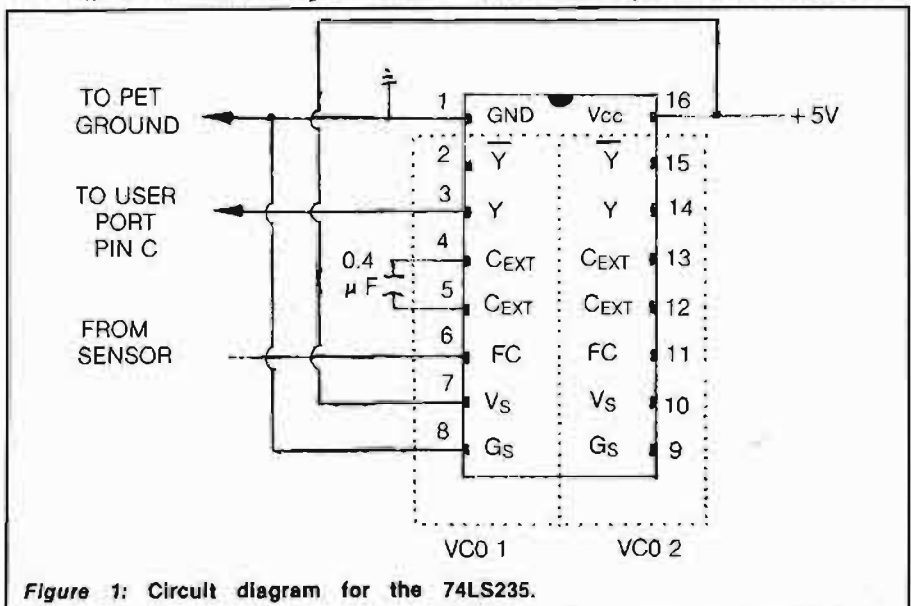 TO PET
GROUND
TO USER
PORT
PIN C
0.4
μF
FROM
SENSOR
1 GND Vcc 16 +5V
2 Y Y 15
3 Y Y 14
4 CEXT CEXT 13
5 CEXT CEXT 12
6 FC FC 11
7 VS VS 10
8 GS GS 9
VC0 1 VC0 2
Figure 1: Circuit diagram for the 74LS235.